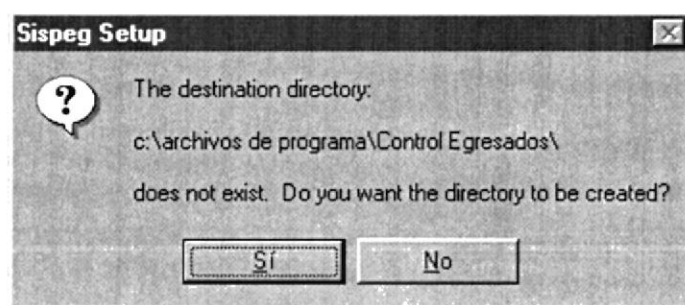 Sispeg Setup
The destination directory:
c:\archivos de programa\Control Egresados\
does not exist. Do you want the directory to be created?
Sí No